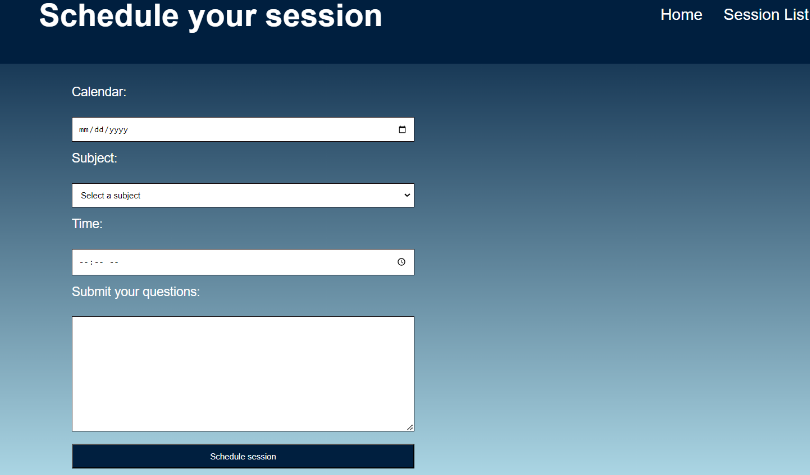 Schedule your session
Home Session List
Calendar:
mm/dd/yyyy
Subject:
Select a subject
Time:
--:-- --
Submit your questions:
Schedule session